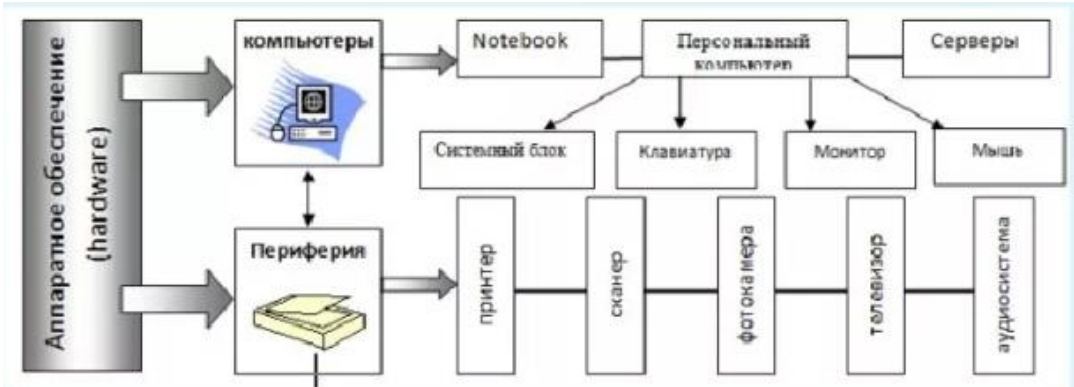 Аппаратное обеспечение
(hardware)
компьютеры
Notebook
Персональный
компьютер
Серверы
Системный блок
Клавиатура
Монитор
Мышь
Периферия
принтер
сканер
фотокамера
телевизор
аудиосистема